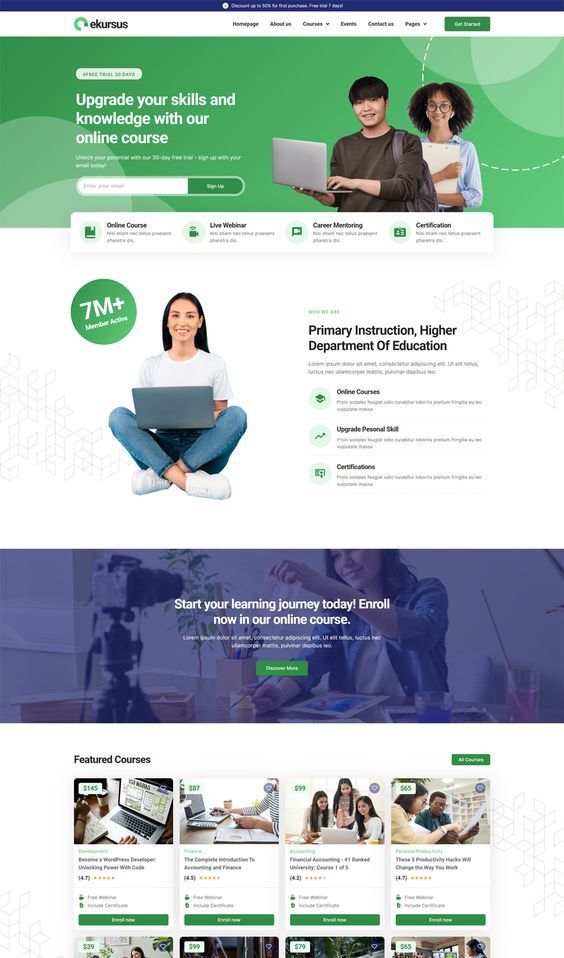 Discount up to 50% for first purchase. Free trial 7 days!
ekursus
Homepage About us Courses Events Contact us Pages Get Started
#FREE TRIAL 30 DAYS
Upgrade your skills and
knowledge with our
online course
Unlock your potential with our 30-day free trial - sign up with your
email today!
Enter your email Sign Up
Online Course
Nisi etiam nec tellus praesent
pharetra dis.
Live Webinar
Nisi etiam nec tellus praesent
pharetra dis.
Career Mentoring
Nisi etiam nec tellus praesent
pharetra dis.
Certification
Nisi etiam nec tellus praesent
pharetra dis.
7M+
Member Active
WHO WE ARE
Primary Instruction, Higher
Department Of Education
Lorem ipsum dolor sit amet, consectetur adipiscing elit. Ut elit tellus,
luctus nec ullamcorper mattis, pulvinar dapibus leo.
Online Courses
Proin sodales feugiat odio curabitur lobortis pretium fringilla eu leo
vulputate massa
Upgrade Pesonal Skill
Proin sodales feugiat odio curabitur lobortis pretium fringilla eu leo
vulputate massa
Certifications
Proin sodales feugiat odio curabitur lobortis pretium fringilla eu leo
vulputate massa
Start your learning journey today! Enroll
now in our online course.
Lorem ipsum dolor sit amet, consectetur adipiscing elit. Ut elit tellus, luctus nec
ullamcorper mattis, pulvinar dapibus leo.
Discover More
Featured Courses
All Courses
$145
Development
Become a WordPress Developer:
Unlocking Power With Code
(4.7)
Free Webinar
Include Certificate
Enroll now
$87
Finance
The Complete Introduction To
Accounting and Finance
(4.5)
Free Webinar
Include Certificate
Enroll now
$99
Accounting
Financial Accounting - #1 Ranked
University: Course 1 of 5
(4.2)
Free Webinar
Include Certificate
Enroll now
$65
Personal Productivity
These 5 Productivity Hacks Will
Change the Way You Work
(4.7)
Free Webinar
Include Certificate
Enroll now
$39
$99
$79
$65